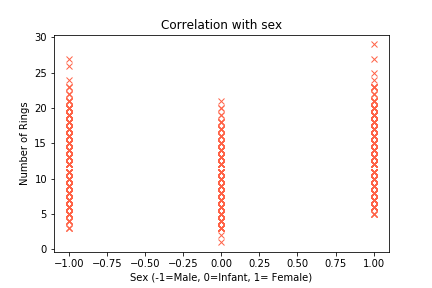 Correlation with sex
30
25
20
15
10
5
0
Number of Rings
−1.00 −0.75 −0.50 −0.25 0.00 0.25 0.50 0.75 1.00
Sex (-1=Male, 0=Infant, 1= Female)